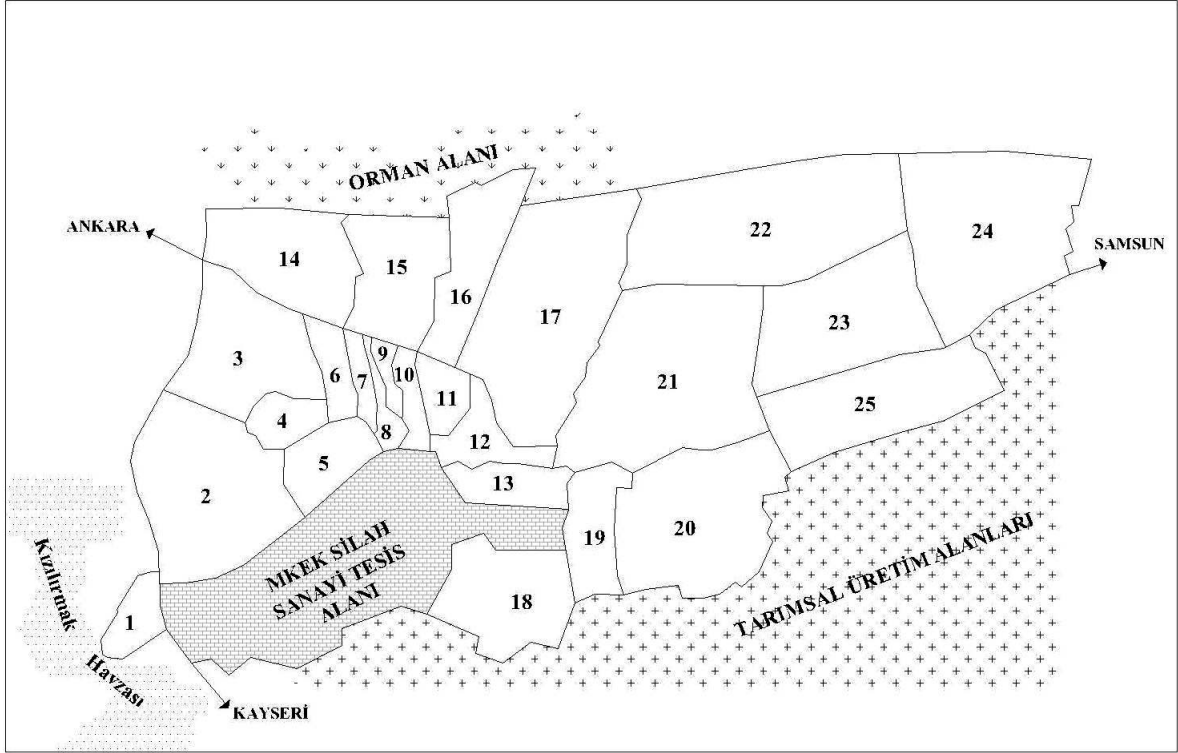 ORMAN ALANI
ANKARA
SAMSUN
14
15
16
17
22
24
23
3
6
7
9
10
11
21
25
4
8
12
5
13
2
19
20
18
1
MKEK SİLAH
SANAYİ TESİS
ALANI
TARIMSAL ÜRETİM ALANLARI
Kızılırmak
Havzası
KAYSERİ